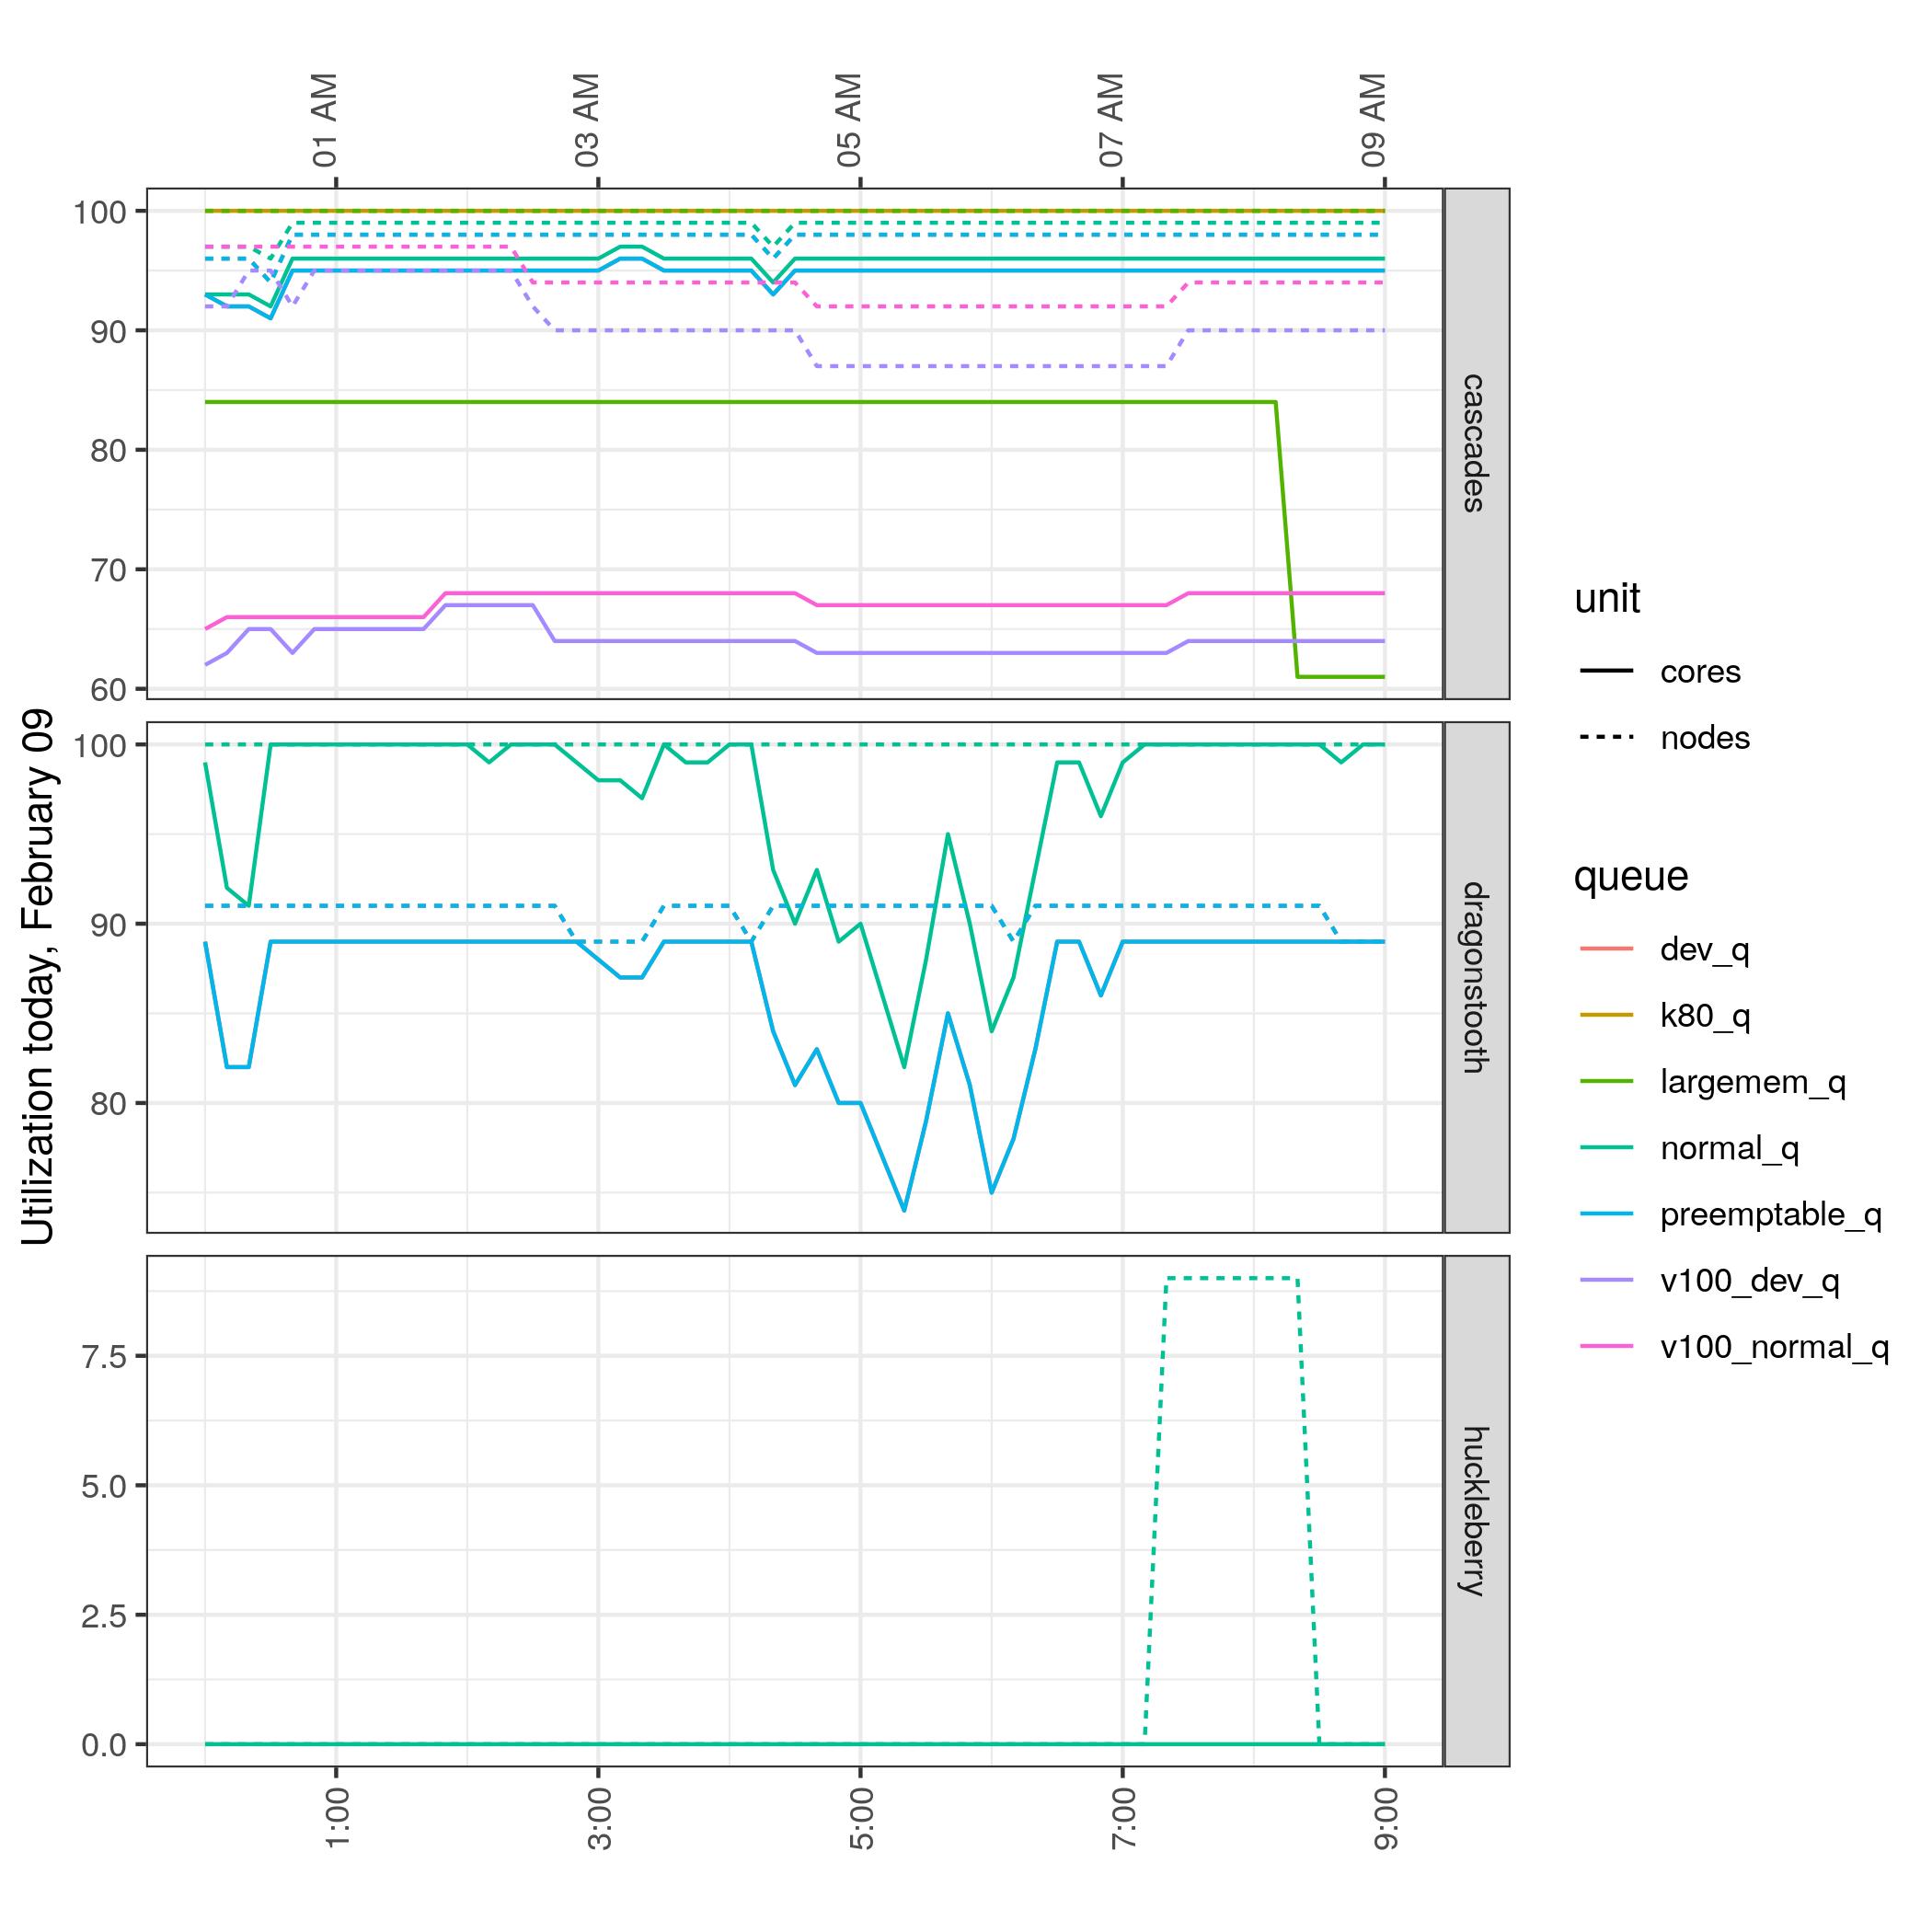 01 AM
03 AM
05 AM
07 AM
09 AM
Utilization today, February 09
100
90
80
70
60
cascades
100
90
80
dragonstooth
7.5
5.0
2.5
0.0
huckleberry
1:00
3:00
5:00
7:00
9:00
unit
cores
nodes
queue
dev_q
k80_q
largemem_q
normal_q
preemptable_q
v100_dev_q
v100_normal_q